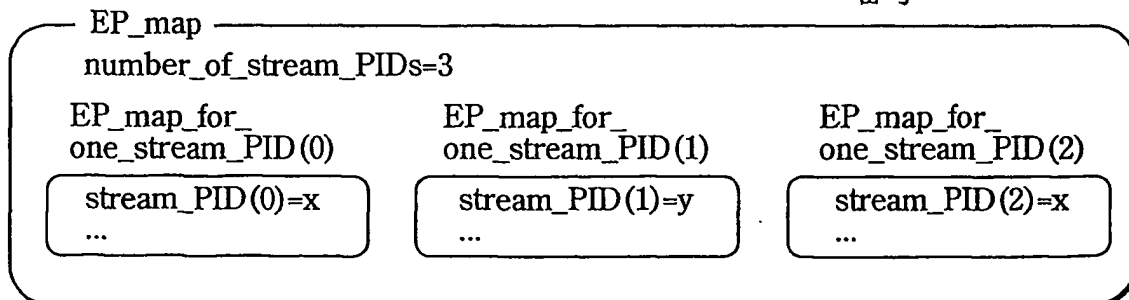 EP_map
number_of_stream_PIDs=3
EP_map_for_
one_stream_PID(0)
EP_map_for_
one_stream_PID(1)
EP_map_for_
one_stream_PID(2)
stream_PID(0)=x
...
stream_PID(1)=y
...
stream_PID(2)=x
...